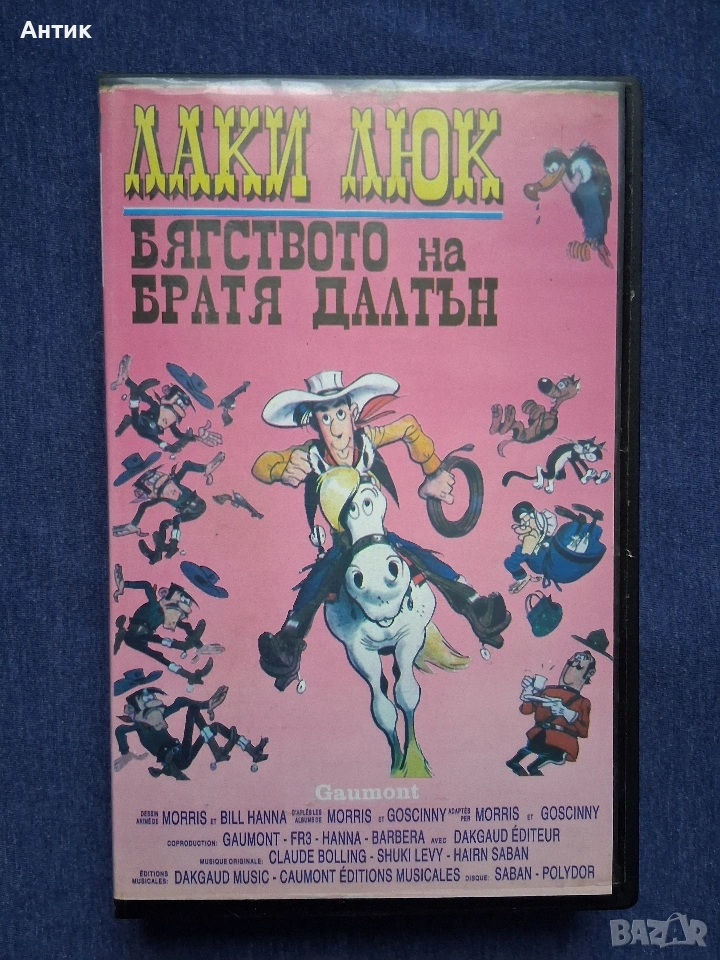 Антик
ЛАКИ ЛЮК
БЯГСТВОТО на
БРАТЯ ДАЛТЪН
Gaumont
DESSIN ANIMÉ DE MORRIS ET BILL HANNA D'APLÉS LES ALBUMS DE MORRIS ET GOSCINNY ADAPTÉS PER MORRIS ET GOSCINNY
COPRODUCTION: GAUMONT - FR3 - HANNA - BARBERA AVEC DAKGAUD ÉDITEUR
MUSIQUE ORIGINALE: CLAUDE BOLLING - SHUKI LEVY - HAIRN SABAN
ÉDITIONS MUSICALES: DAKGAUD MUSIC - CAUMONT ÉDITIONS MUSICALES DISQUE: SABAN - POLYDOR
BAZAR